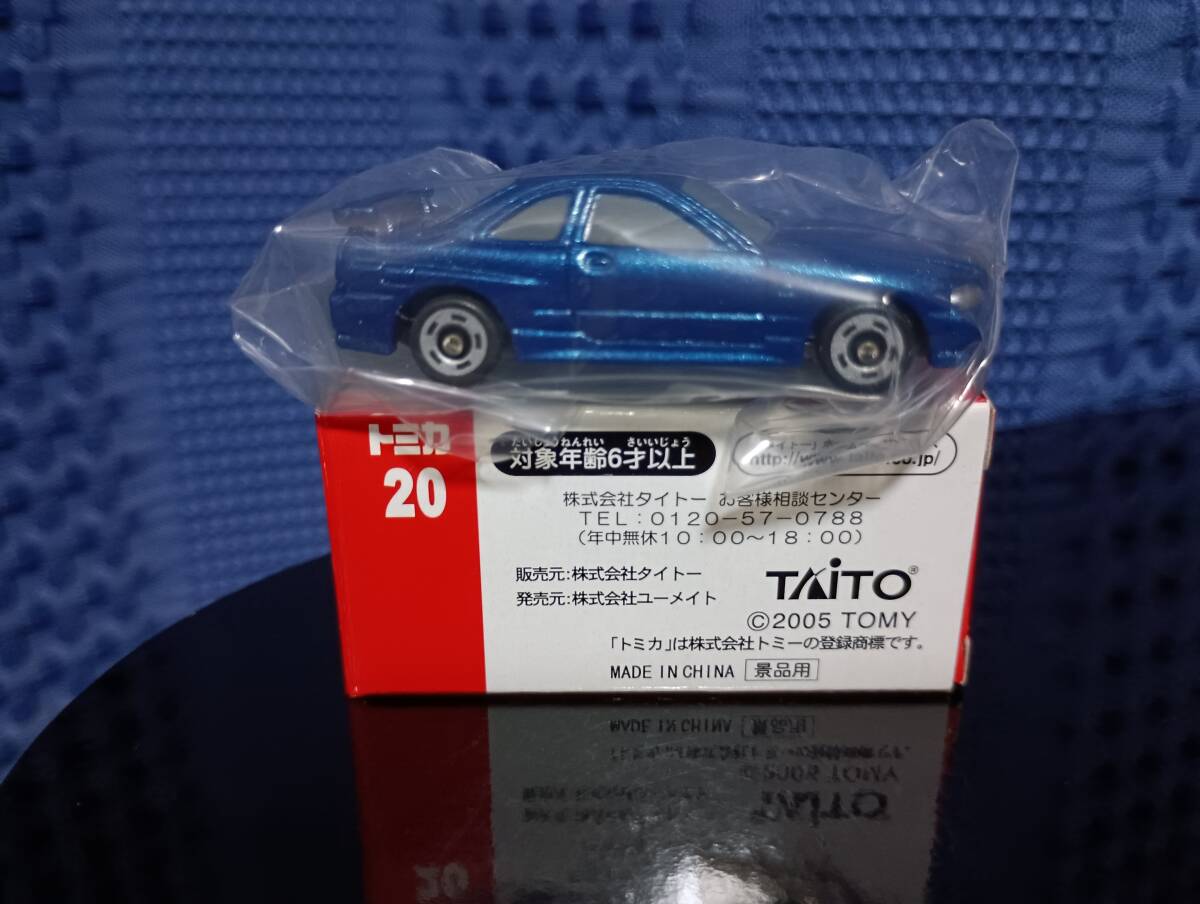 トミカ
20
たいしょうねんれい さいいじょう
対象年齢6才以上
http://www.taito.co.jp/
株式会社タイトー お客様相談センター
TEL:0120-57-0788
(年中無休10:00〜18:00)
販売元:株式会社タイトー
発売元:株式会社ユーメイト
TAiTO®
©2005 TOMY
「トミカ」は株式会社トミーの登録商標です。
MADE IN CHINA 景品用